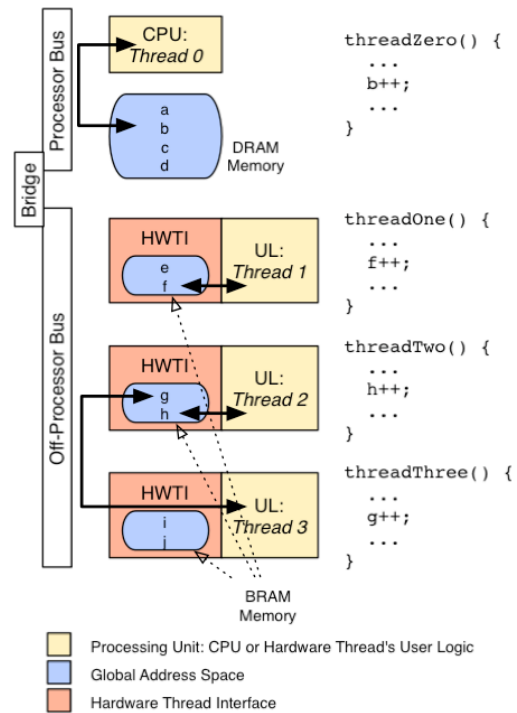 Processor Bus
Bridge
Off-Processor Bus
CPU:
Thread 0
a
b
c
d
DRAM
Memory
threadZero() {
...
b++;
...
}
HWTI
e
f
UL:
Thread 1
threadOne() {
...
f++;
...
}
HWTI
g
h
UL:
Thread 2
threadTwo() {
...
h++;
...
}
HWTI
i
j
UL:
Thread 3
threadThree() {
...
g++;
...
}
BRAM
Memory
Processing Unit: CPU or Hardware Thread's User Logic
Global Address Space
Hardware Thread Interface